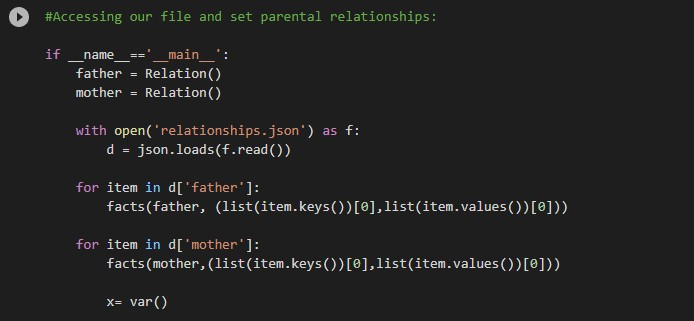 #Accessing our file and set parental relationships:
if __name__=='__main__':
    father = Relation()
    mother = Relation()
    with open('relationships.json') as f:
        d = json.loads(f.read())
    for item in d['father']:
        facts(father, (list(item.keys())[0],list(item.values())[0]))
    for item in d['mother']:
        facts(mother,(list(item.keys())[0],list(item.values())[0]))
        x= var()